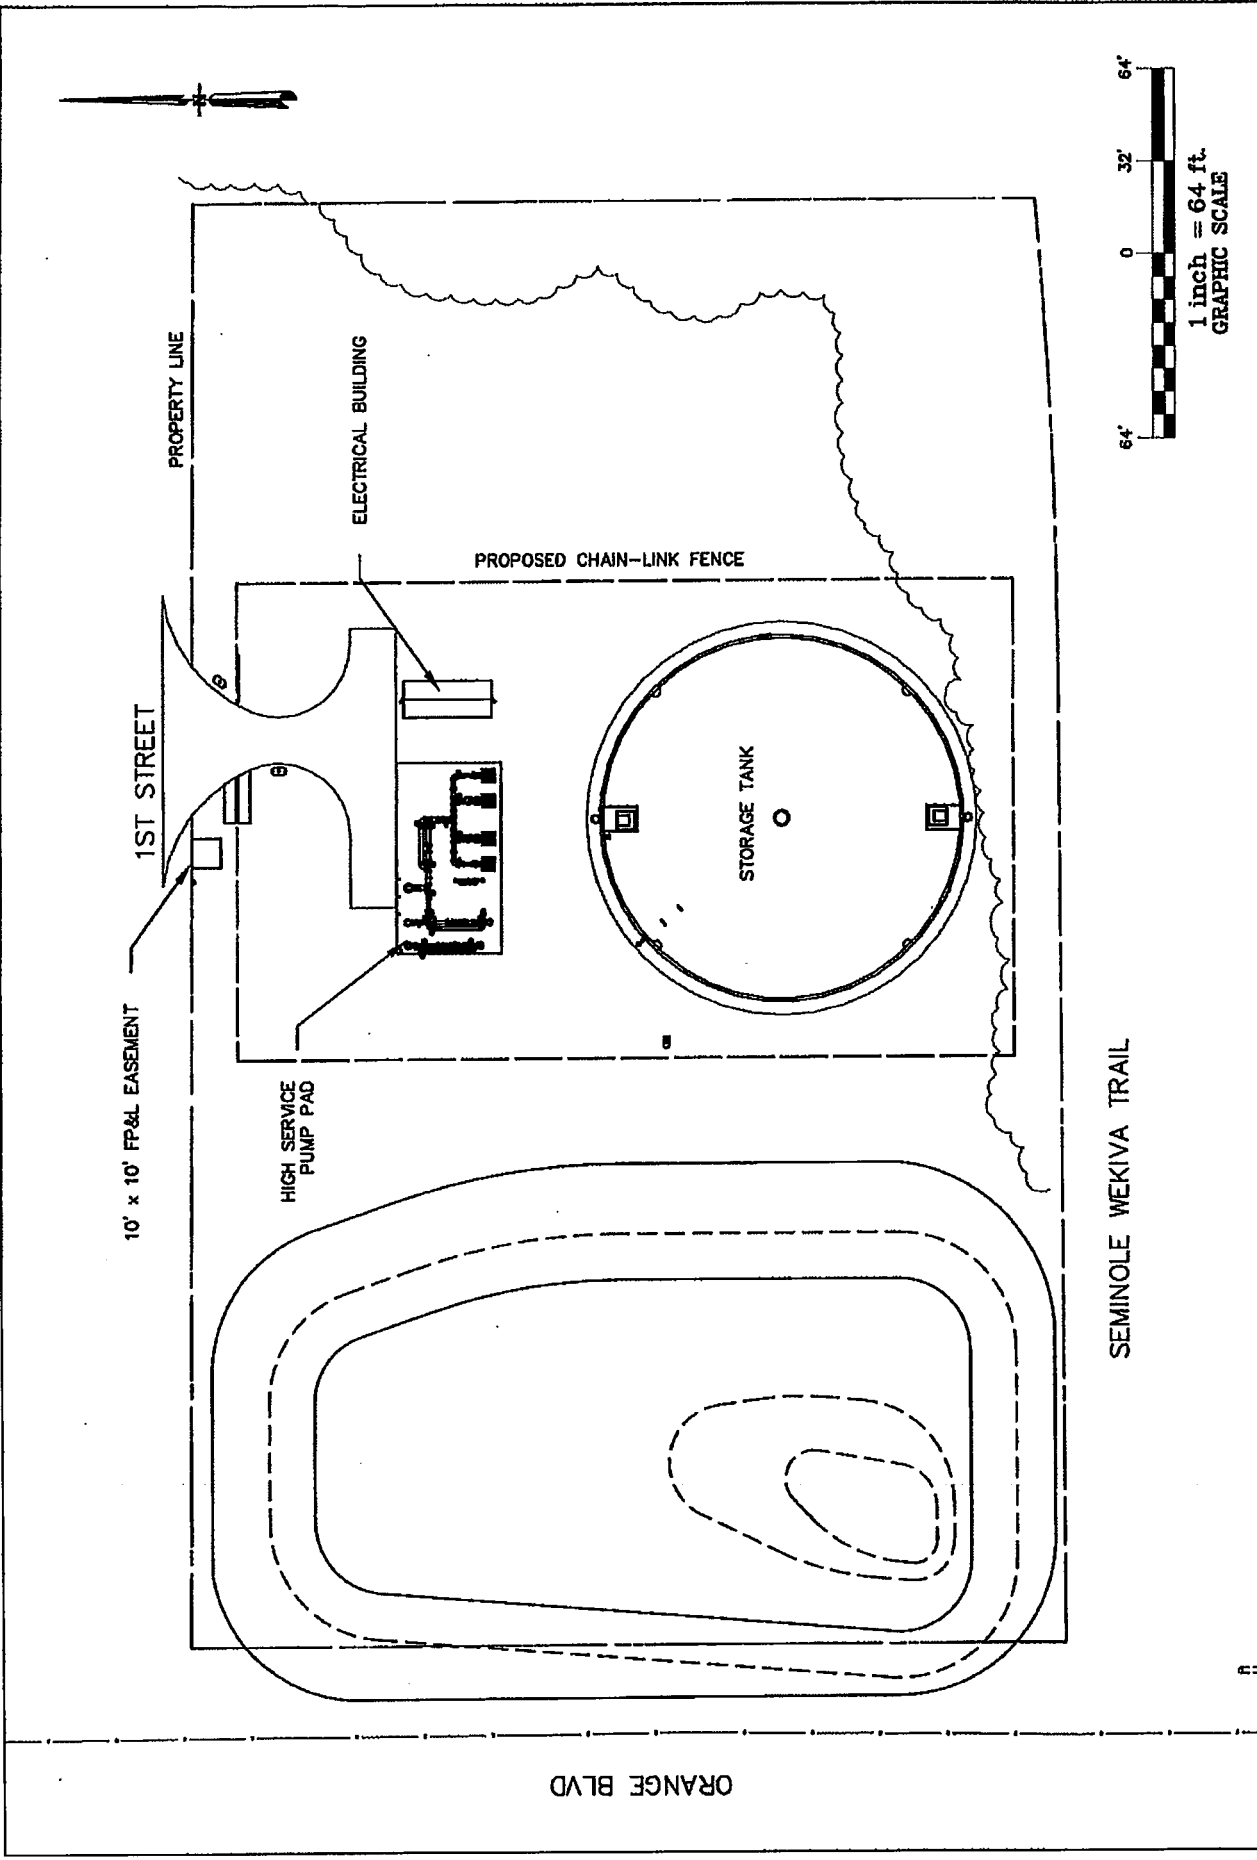 1ST STREET
PROPERTY LINE
10' x 10' FP&L EASEMENT
ELECTRICAL BUILDING
HIGH SERVICE
PUMP PAD
PROPOSED CHAIN-LINK FENCE
STORAGE TANK
ORANGE BLVD
SEMINOLE WEKIVA TRAIL
64' 0 32' 64'
1 inch = 64 ft.
GRAPHIC SCALE
N